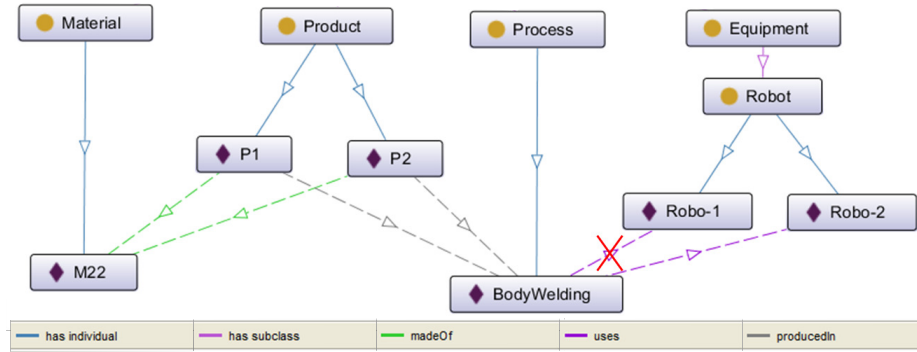 Material
Product
Process
Equipment
Robot
P1
P2
Robo-1
Robo-2
M22
BodyWelding
has individual
has subclass
madeOf
uses
producedIn